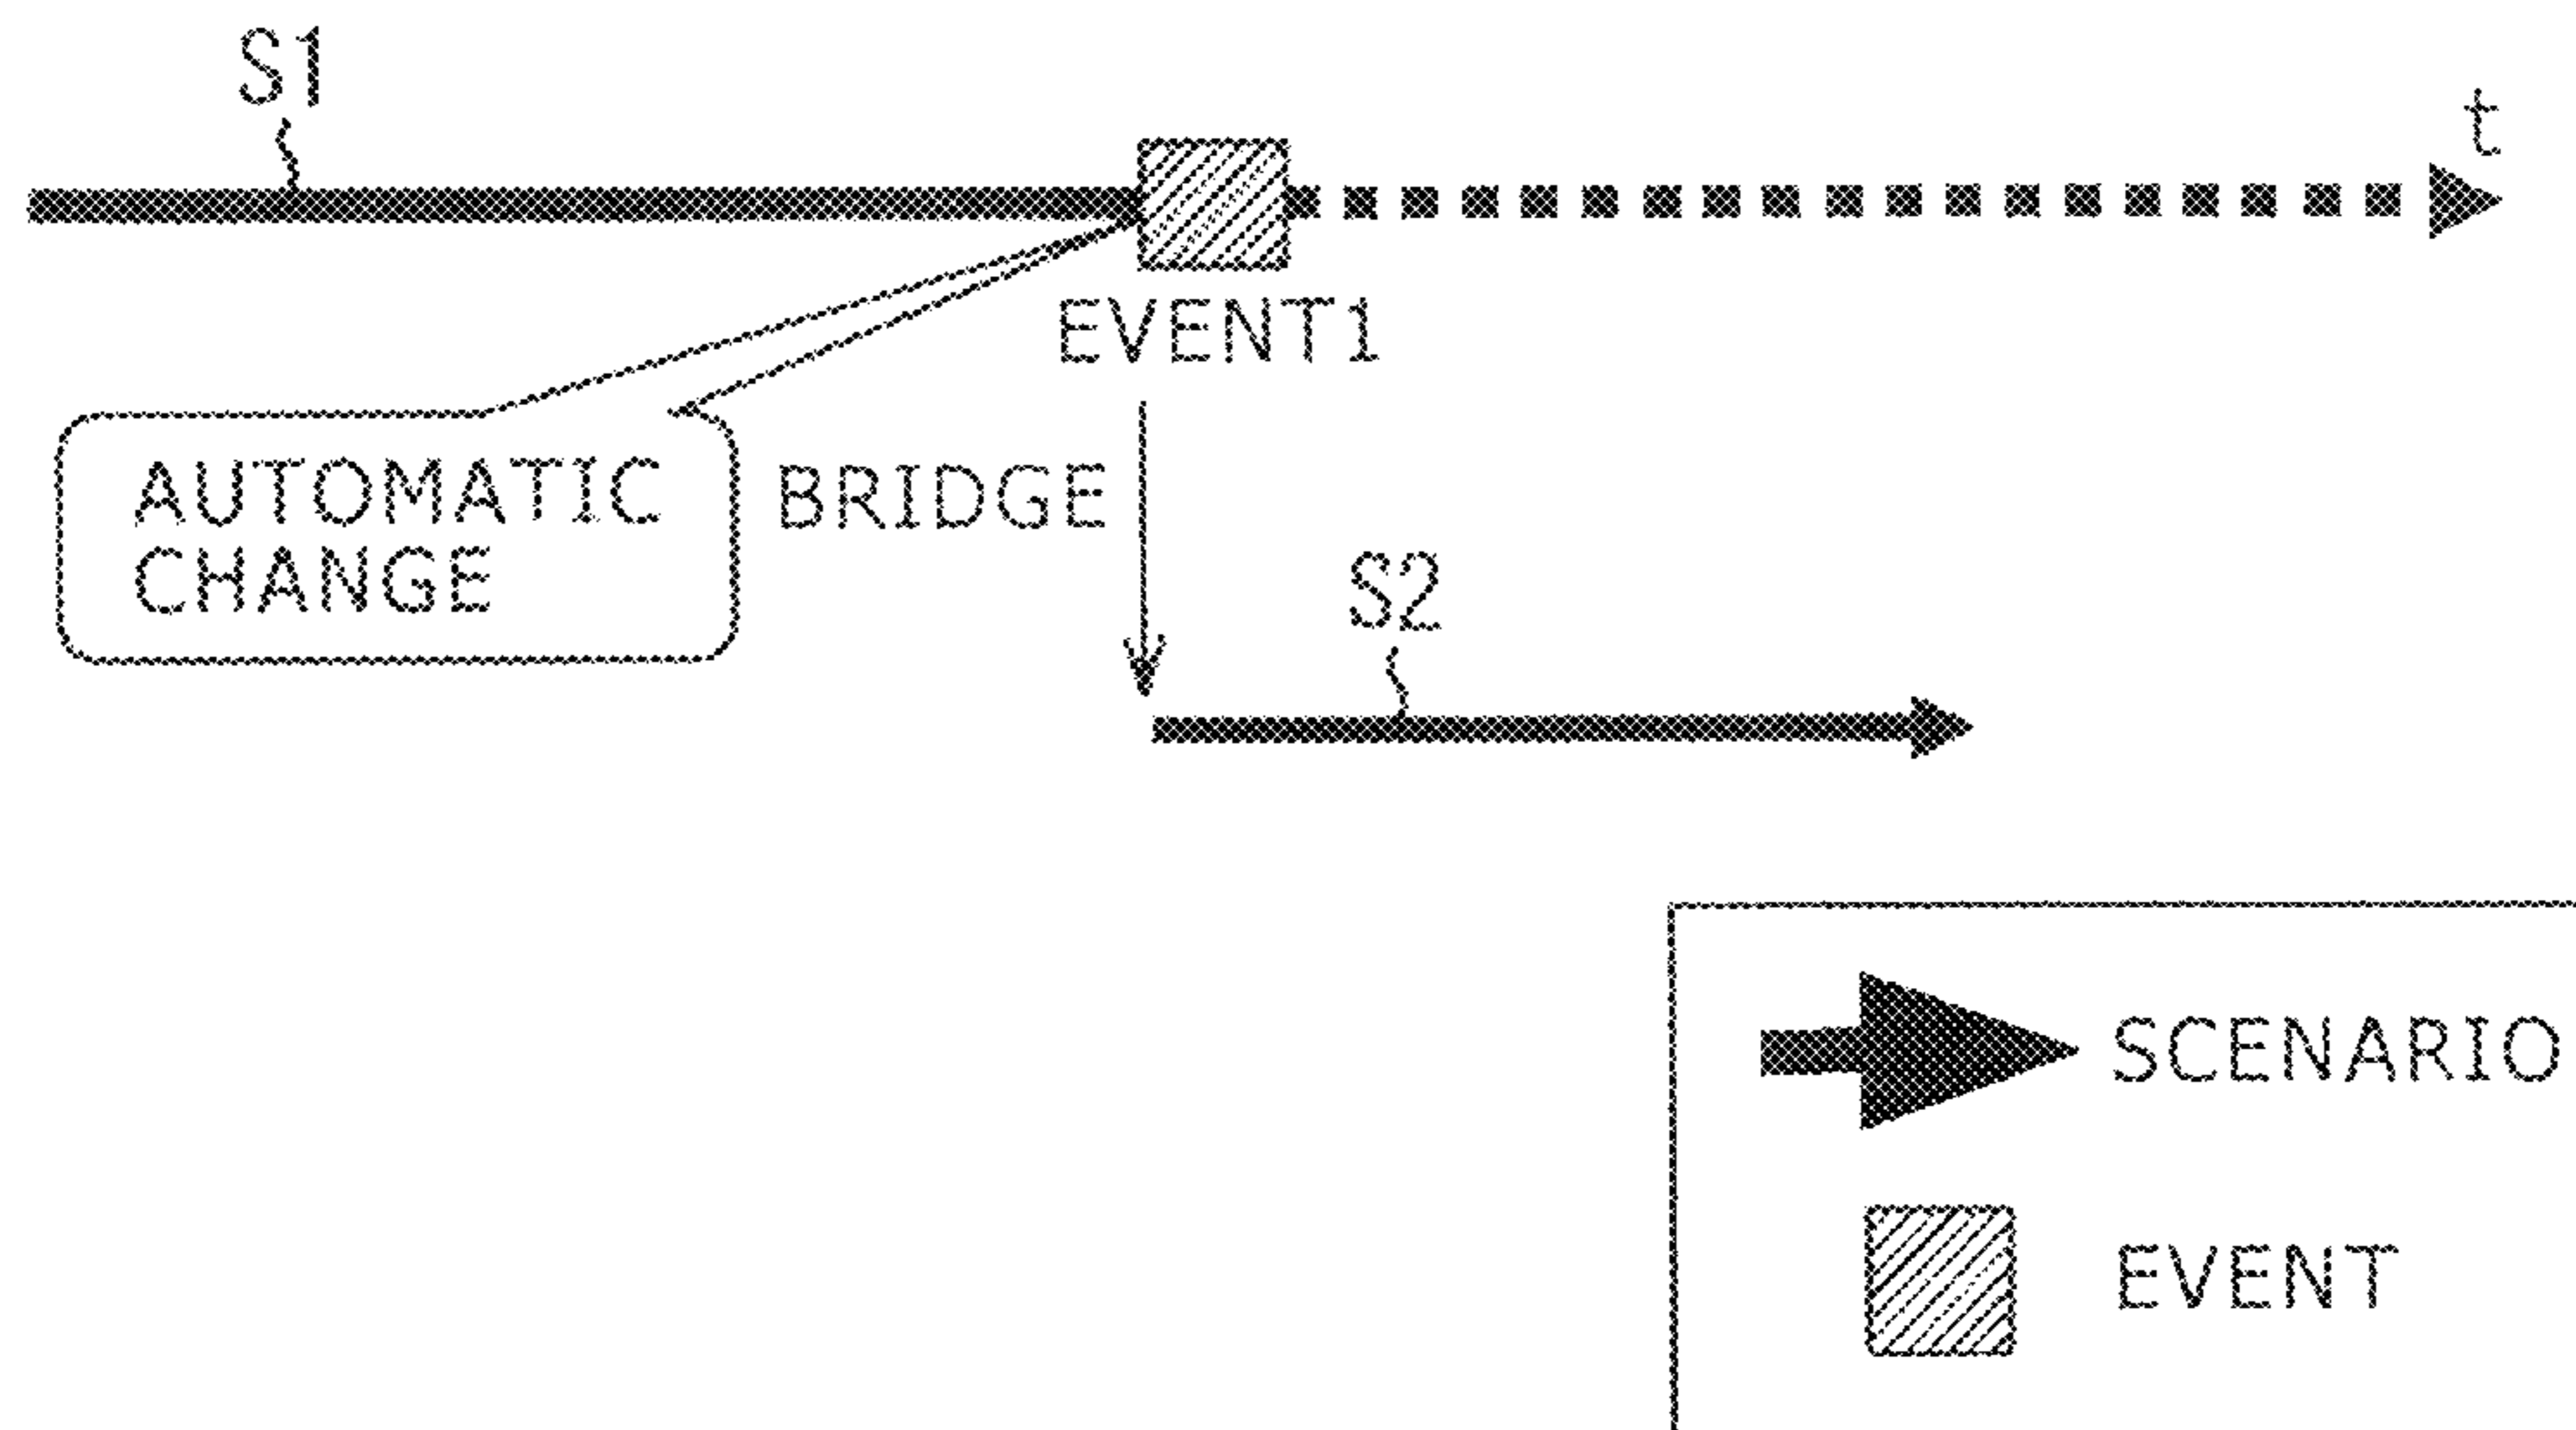 S1
t
EVENT1
AUTOMATIC
CHANGE
BRIDGE
S2
SCENARIO
EVENT